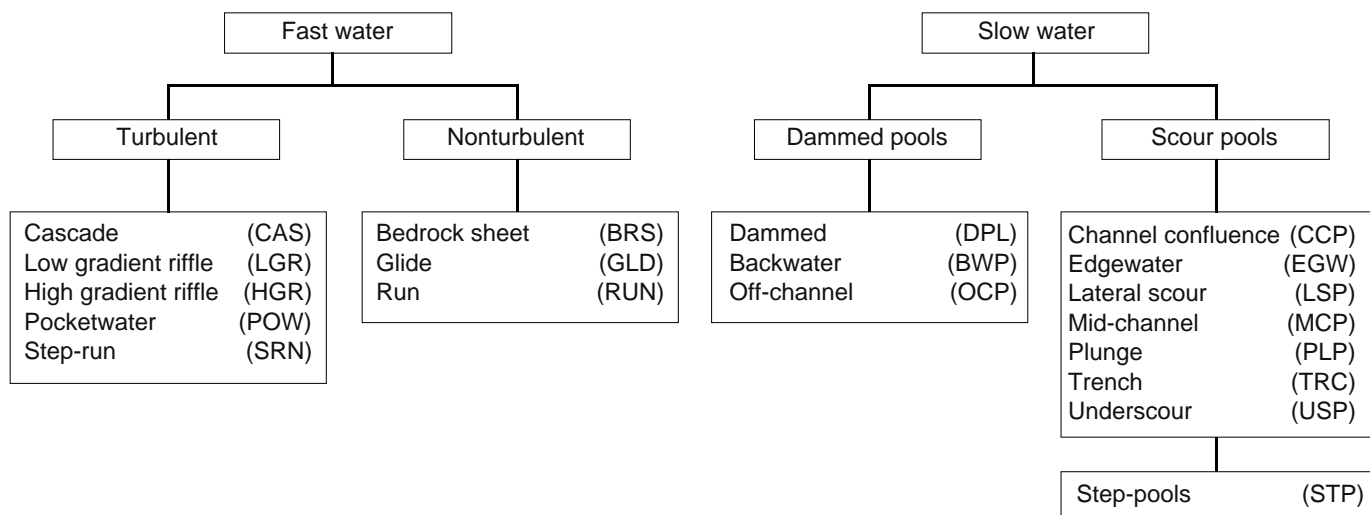 Fast water
Slow water
Turbulent
Nonturbulent
Dammed pools
Scour pools
Cascade (CAS)
Low gradient riffle (LGR)
High gradient riffle (HGR)
Pocketwater (POW)
Step-run (SRN)
Bedrock sheet (BRS)
Glide (GLD)
Run (RUN)
Dammed (DPL)
Backwater (BWP)
Off-channel (OCP)
Channel confluence (CCP)
Edgewater (EGW)
Lateral scour (LSP)
Mid-channel (MCP)
Plunge (PLP)
Trench (TRC)
Underscour (USP)
Step-pools (STP)